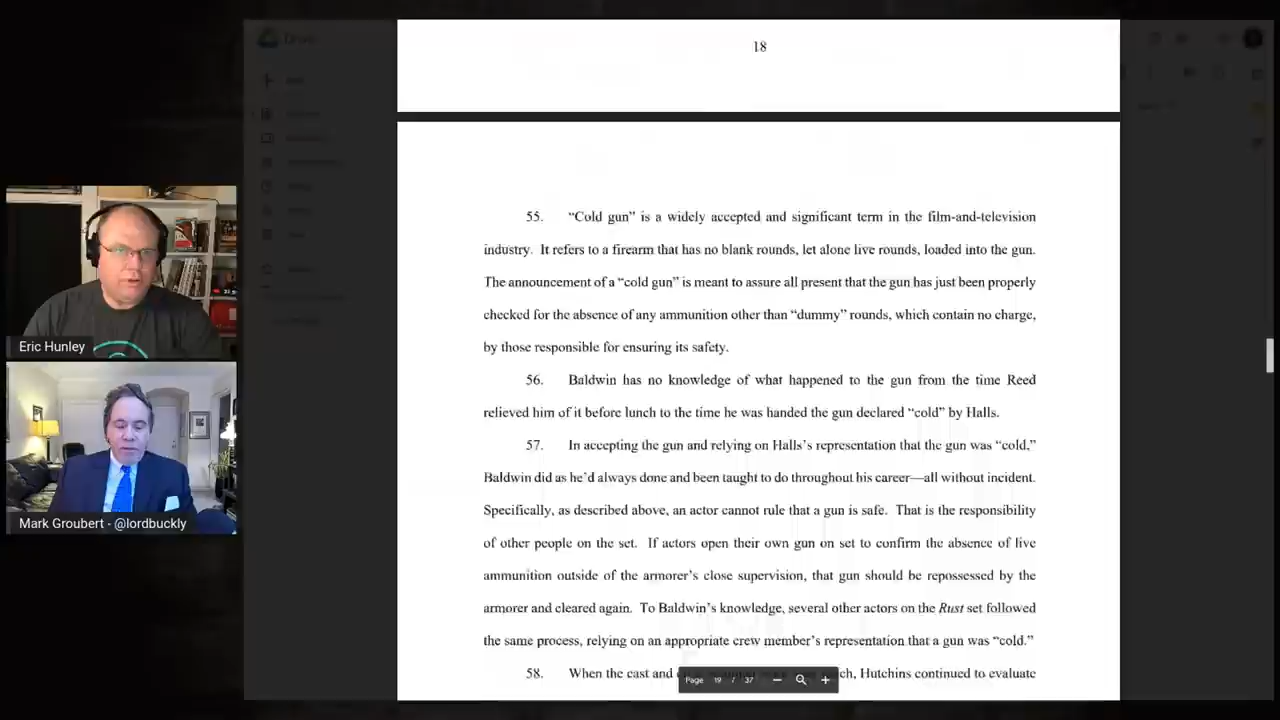 18
55. “Cold gun” is a widely accepted and significant term in the film-and-television
industry. It refers to a firearm that has no blank rounds, let alone live rounds, loaded into the gun.
The announcement of a “cold gun” is meant to assure all present that the gun has just been properly
checked for the absence of any ammunition other than “dummy” rounds, which contain no charge,
by those responsible for ensuring its safety.
56. Baldwin has no knowledge of what happened to the gun from the time Reed
relieved him of it before lunch to the time he was handed the gun declared “cold” by Halls.
57. In accepting the gun and relying on Halls’s representation that the gun was “cold,”
Baldwin did as he’d always done and been taught to do throughout his career—all without incident.
Specifically, as described above, an actor cannot rule that a gun is safe. That is the responsibility
of other people on the set. If actors open their own gun on set to confirm the absence of live
ammunition outside of the armorer’s close supervision, that gun should be repossessed by the
armorer and cleared again. To Baldwin’s knowledge, several other actors on the Rust set followed
the same process, relying on an appropriate crew member’s representation that a gun was “cold.”
58. When the cast and ch, Hutchins continued to evaluate
Page 19 / 37
Eric Hunley
Mark Groubert - @lordbuckly